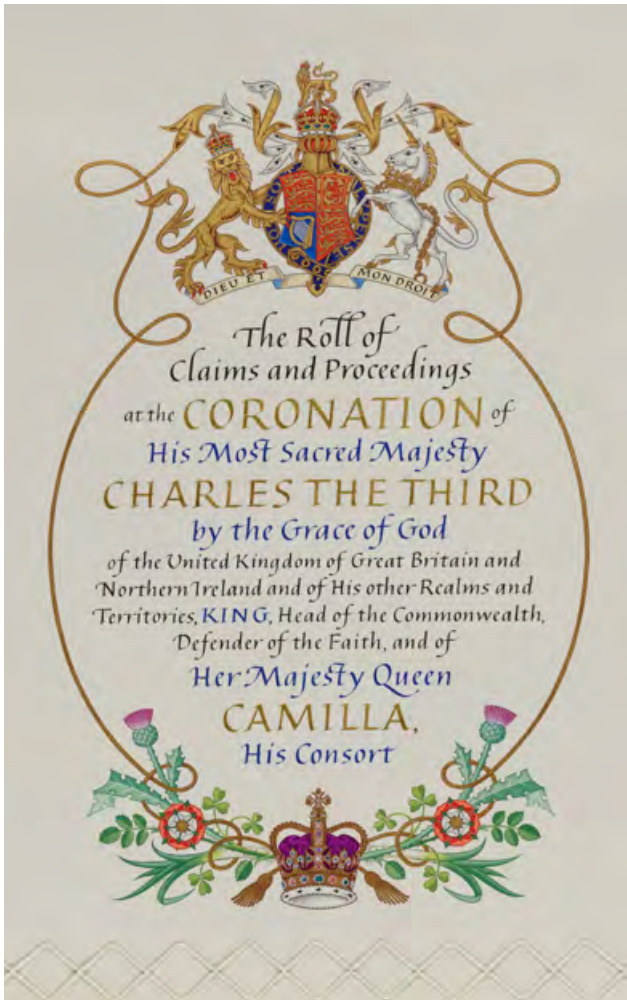 DIEU ET MON DROIT
The Roll of
Claims and Proceedings
at the CORONATION of
His Most Sacred Majesty
CHARLES THE THIRD
by the Grace of God
of the United Kingdom of Great Britain and
Northern Ireland and of His other Realms and
Territories, KING, Head of the Commonwealth,
Defender of the Faith, and of
Her Majesty Queen
CAMILLA,
His Consort